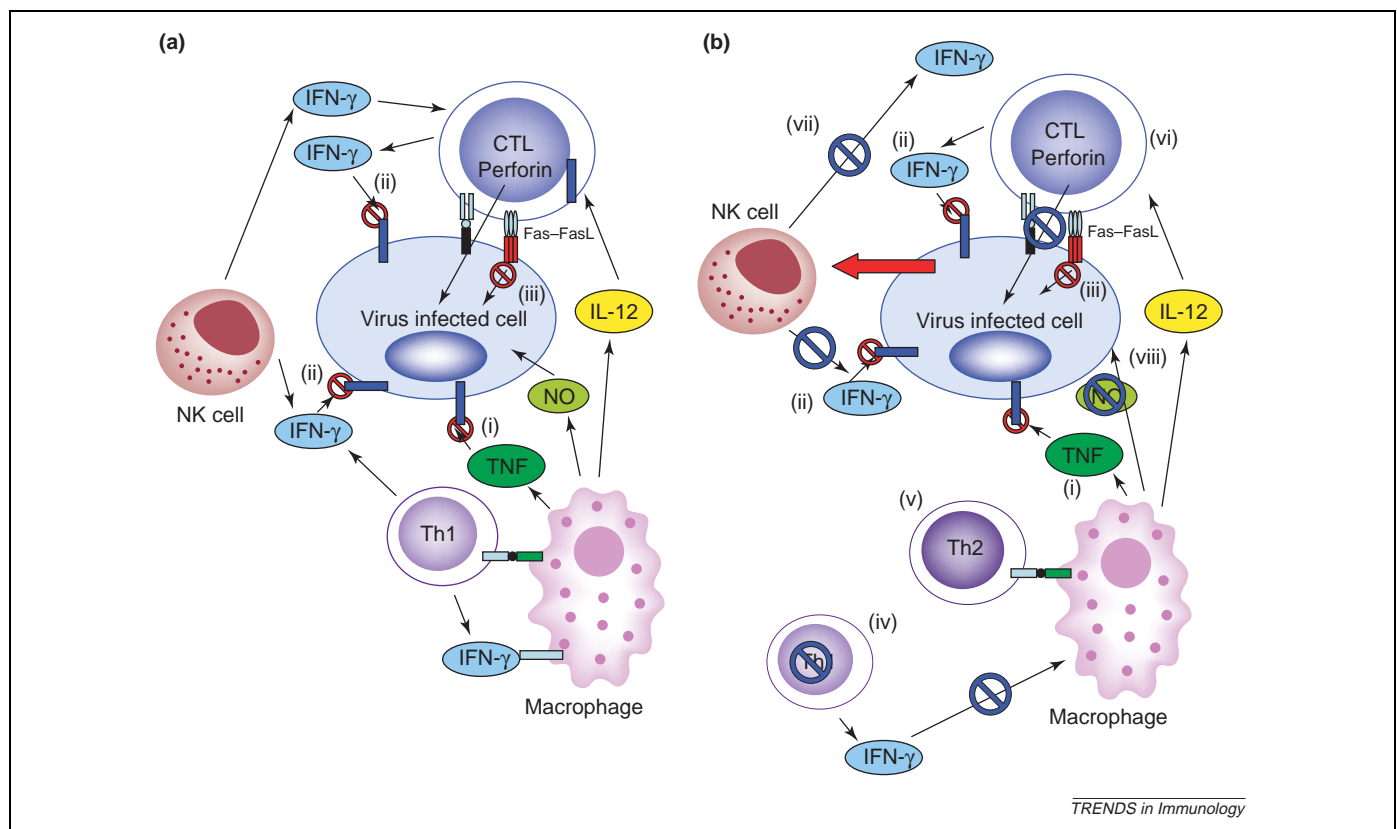 (a)
IFN-γ
IFN-γ
(ii)
CTL
Perforin
Fas–FasL
(iii)
Virus infected cell
IL-12
NK cell
(ii)
IFN-γ
NO
(i)
TNF
Th1
IFN-γ
Macrophage
(b)
IFN-γ
(vii)
(ii)
IFN-γ
CTL
Perforin
(vi)
NK cell
Fas–FasL
(iii)
Virus infected cell
IL-12
(viii)
(ii)
IFN-γ
NO
TNF
(i)
(v)
Th2
(iv)
Th1
Macrophage
IFN-γ
TRENDS in Immunology